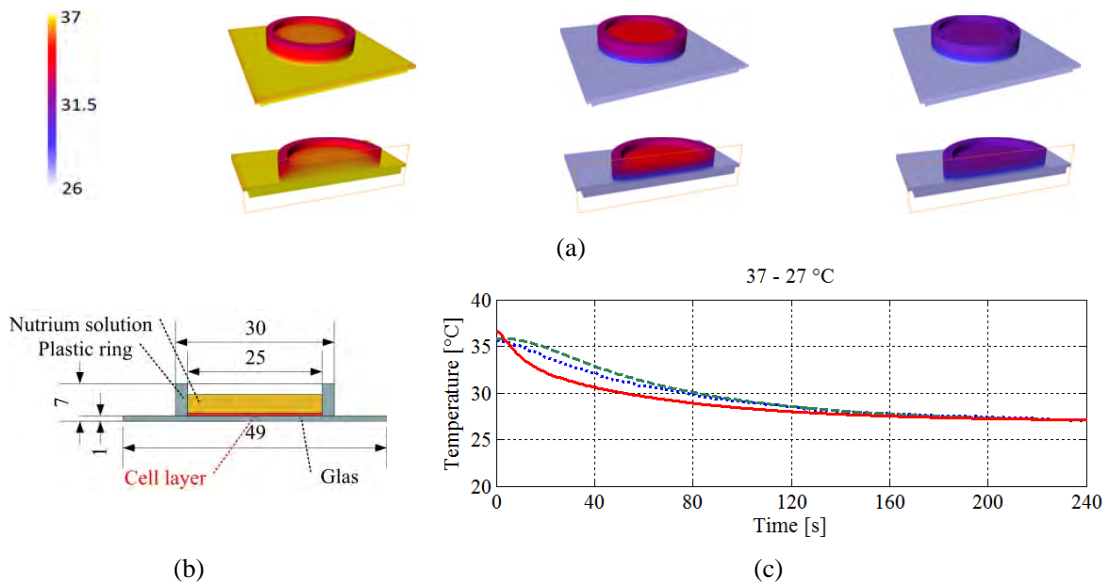 37
31.5
26
(a)
37 - 27 °C
Nutrium solution
Plastic ring
30
25
7
1
49
Cell layer
Glas
Temperature [°C]
40
35
30
25
20
0
40
80
120
160
200
240
Time [s]
(b)
(c)